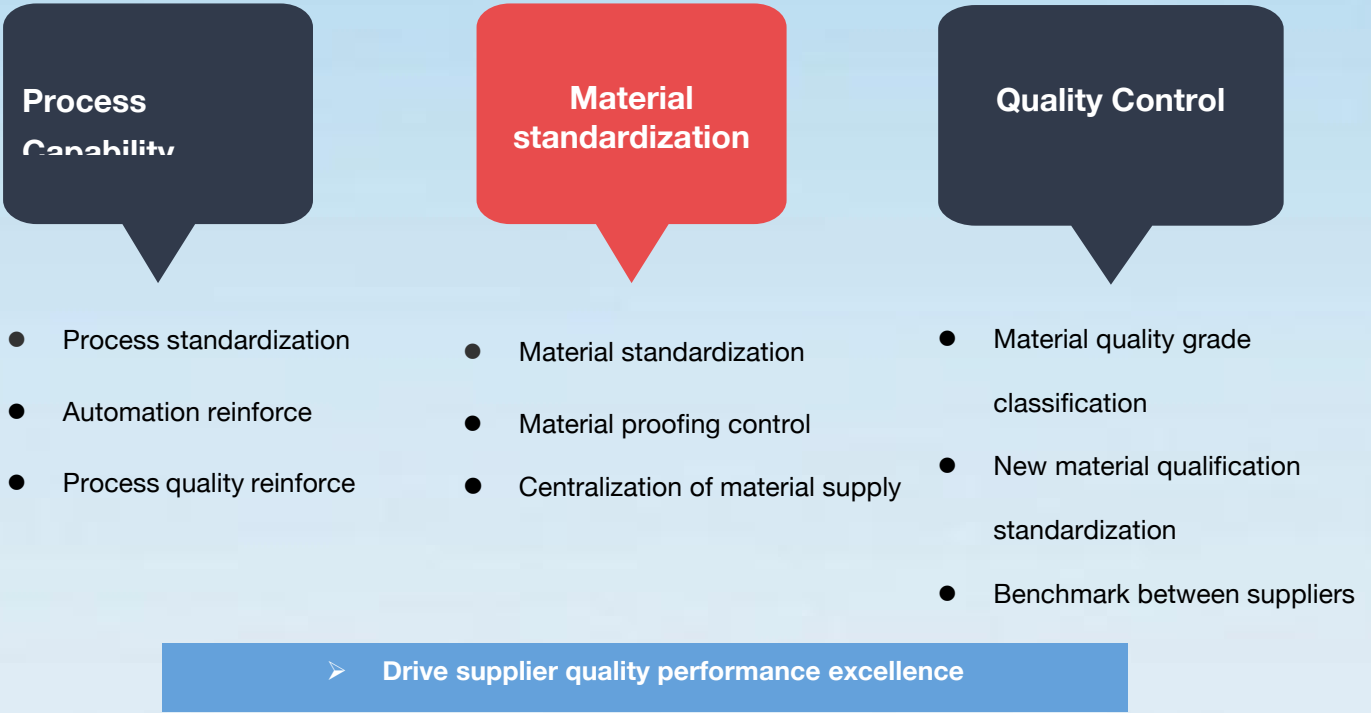 Process
Capability
Material
standardization
Quality Control
● Process standardization
● Automation reinforce
● Process quality reinforce
● Material standardization
● Material proofing control
● Centralization of material supply
● Material quality grade
classification
● New material qualification
standardization
● Benchmark between suppliers
➢ Drive supplier quality performance excellence